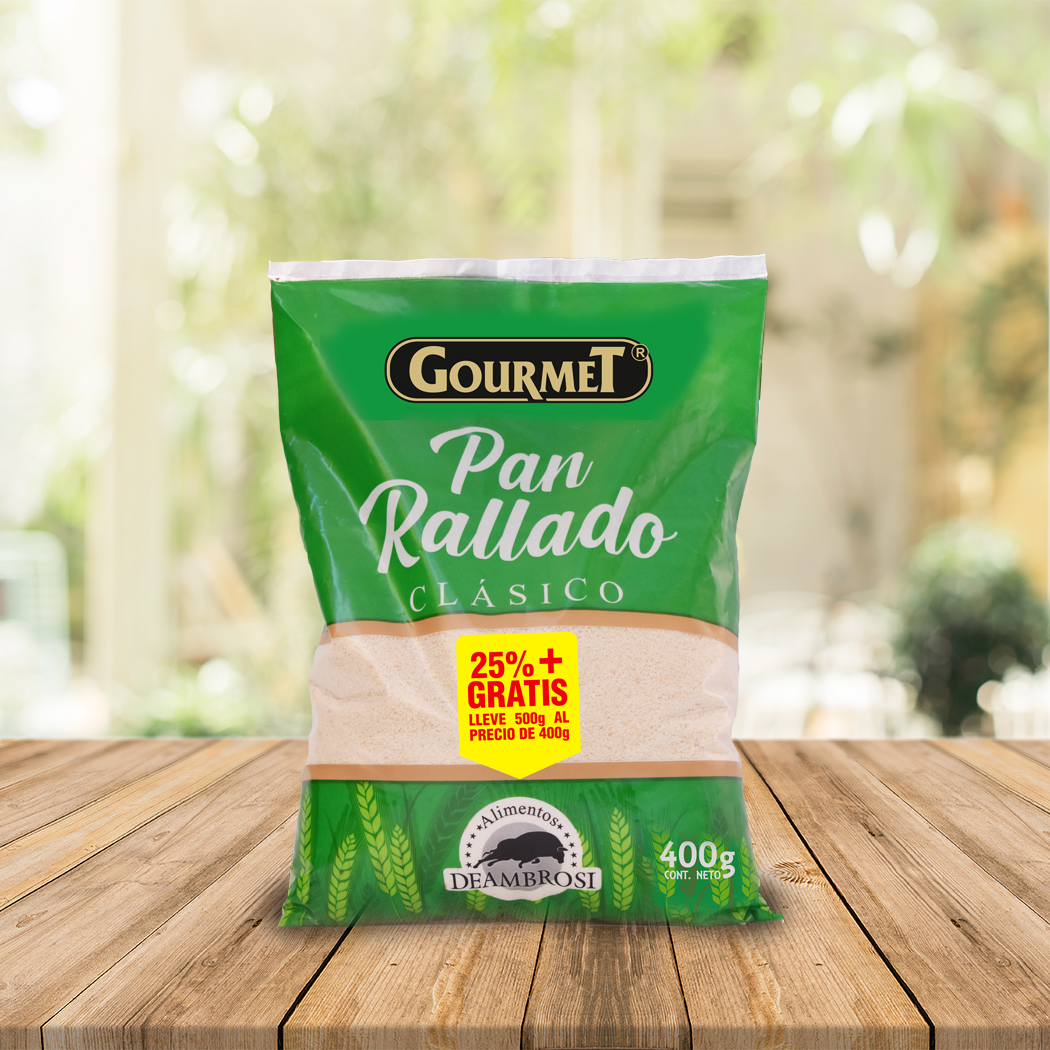 GOURMET®
Pan
Rallado
CLÁSICO
25%+
GRATIS
LLEVE 500g AL
PRECIO DE 400g
Alimentos
DEAMBROSI
400g
CONT. NETO